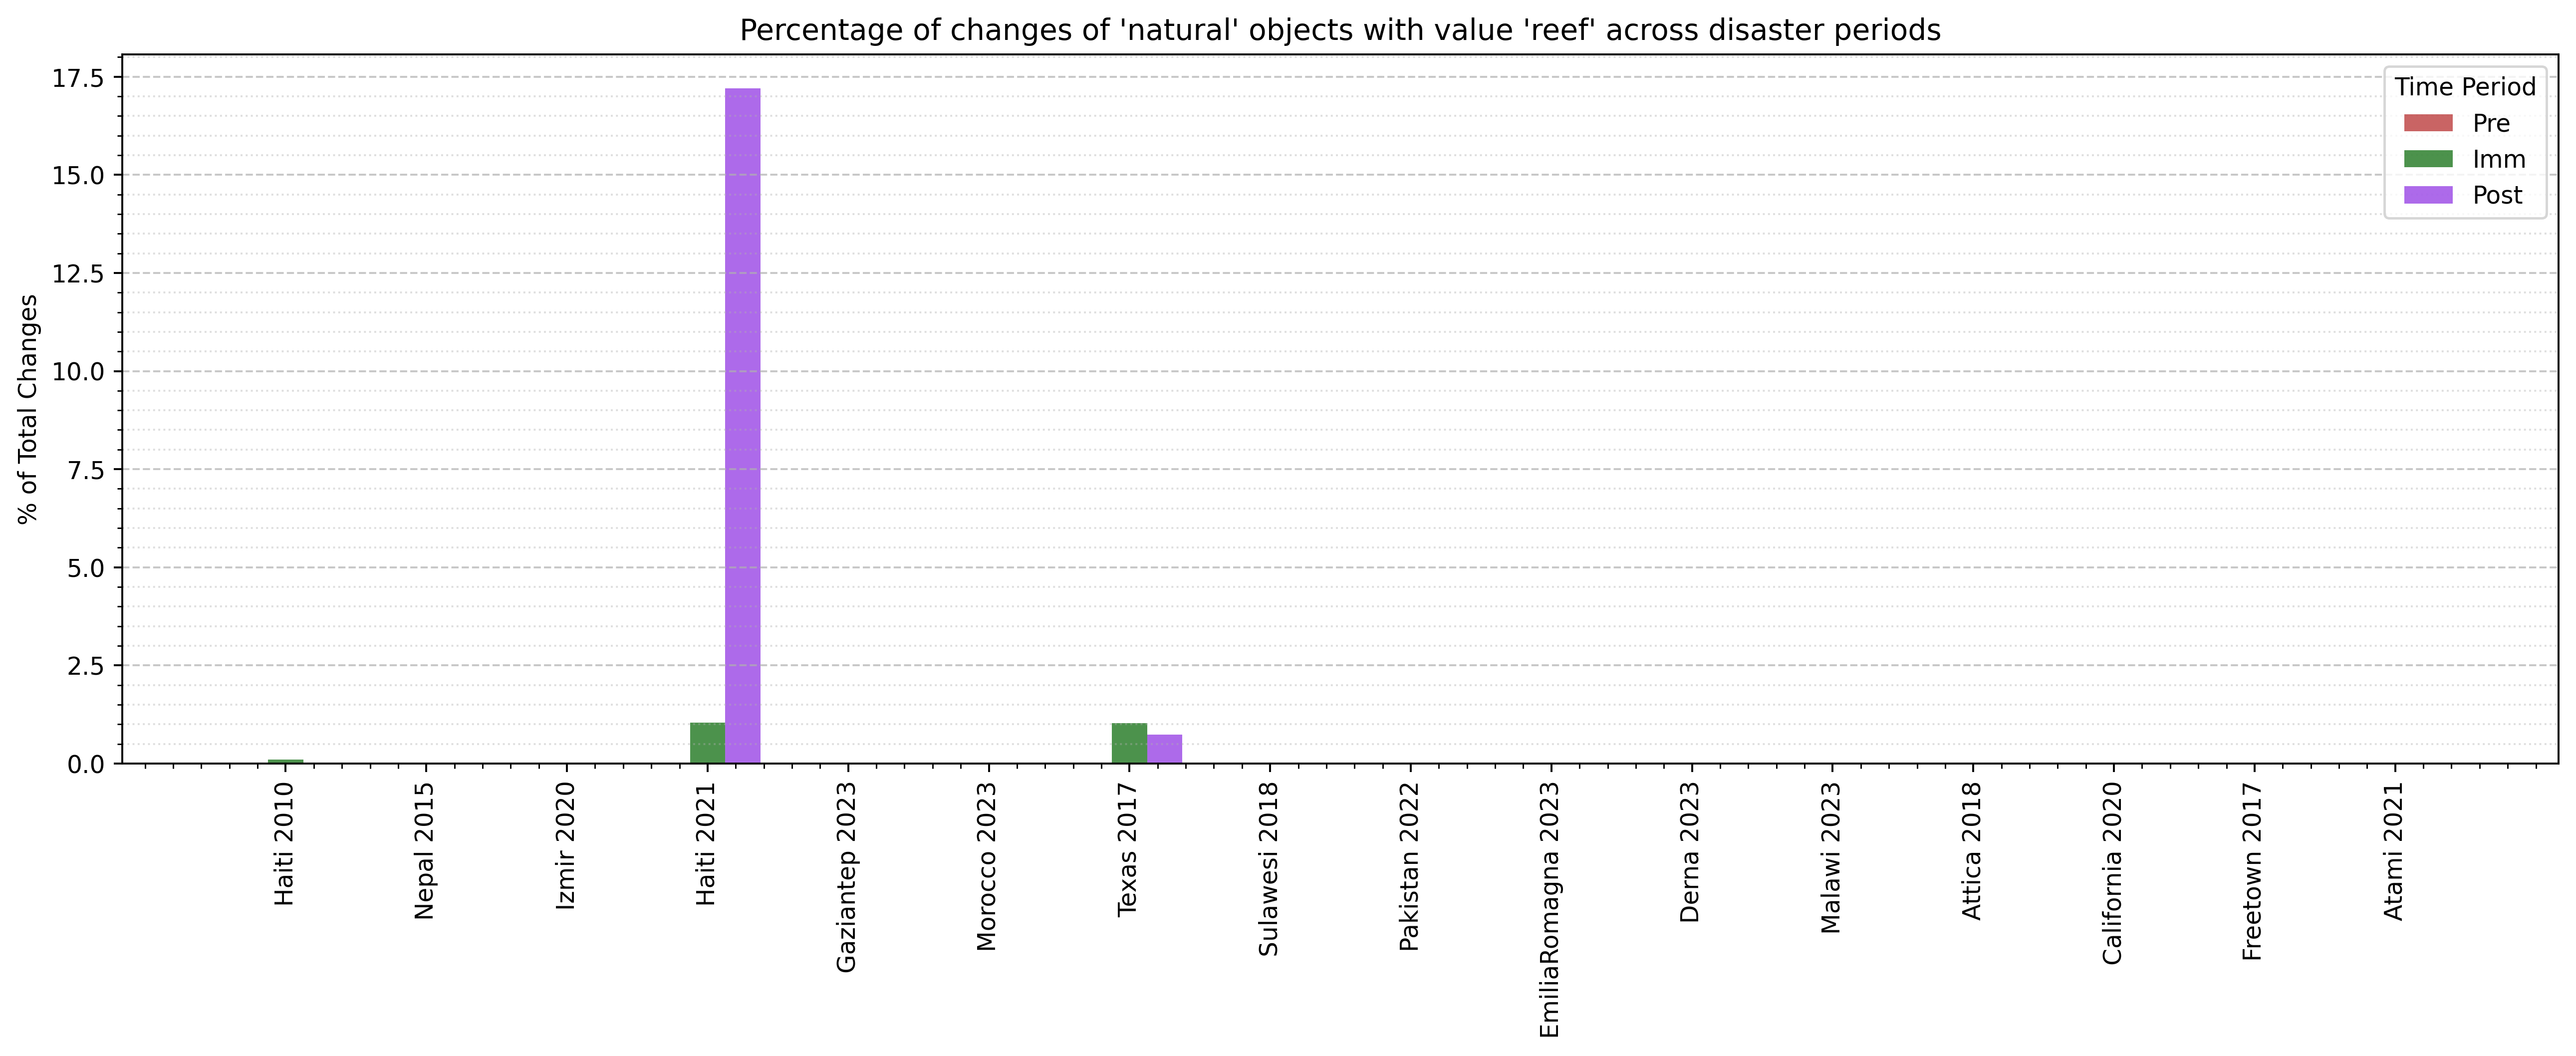 Percentage of changes of 'natural' objects with value 'reef' across disaster periods
% of Total Changes
17.5
15.0
12.5
10.0
7.5
5.0
2.5
0.0
Time Period
Pre
Imm
Post
Haiti 2010
Nepal 2015
Izmir 2020
Haiti 2021
Gaziantep 2023
Morocco 2023
Texas 2017
Sulawesi 2018
Pakistan 2022
EmiliaRomagna 2023
Derna 2023
Malawi 2023
Attica 2018
California 2020
Freetown 2017
Atami 2021